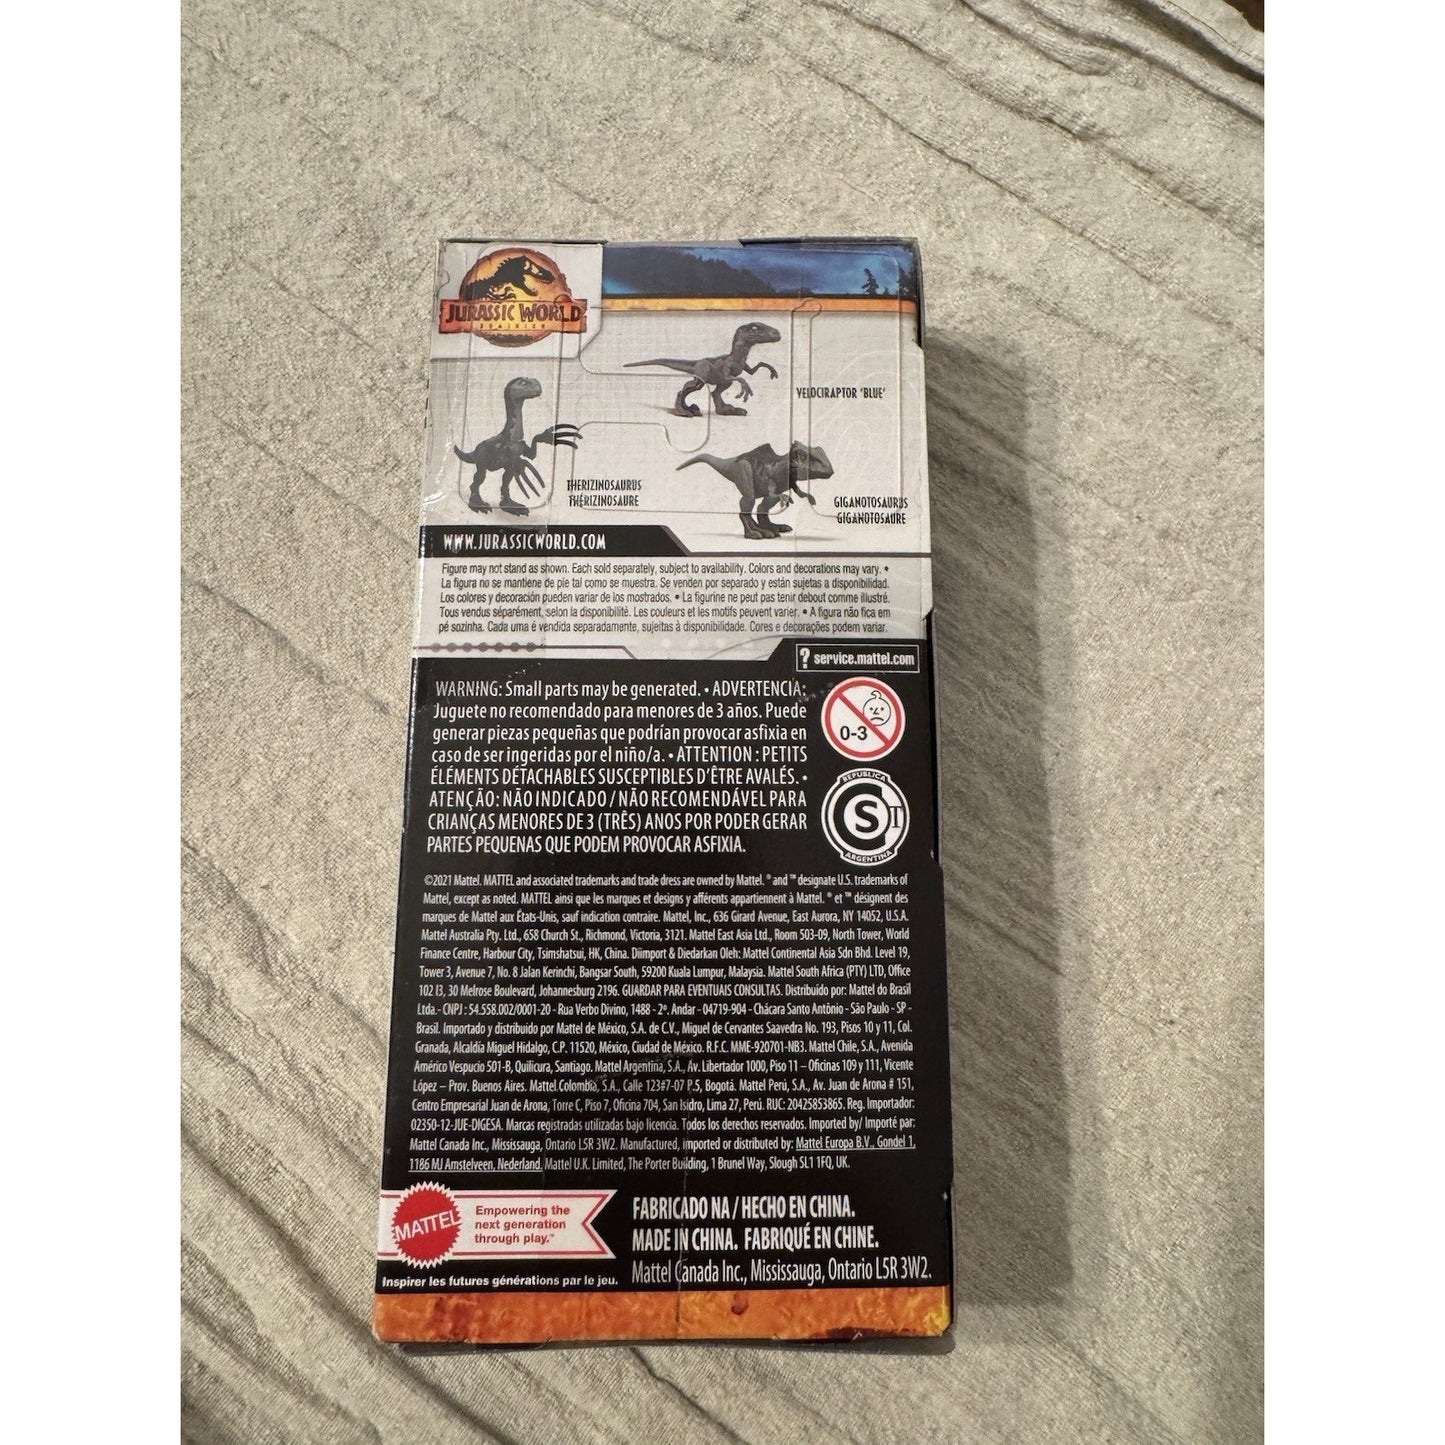 JURASSIC WORLD
DOMINION
VELOCIRAPTOR 'BLUE'
THERIZINOSAURUS
THÉRIZINOSAURE
GIGANOTOSAURUS
GIGANOTOSAURE
WWW.JURASSICWORLD.COM
Figure may not stand as shown. Each sold separately, subject to availability. Colors and decorations may vary. •
La figura no se mantiene de pie tal como se muestra. Se venden por separado y están sujetas a disponibilidad.
Los colores y decoración pueden variar de los mostrados. • La figurine ne peut pas tenir debout comme illustré.
Tous vendus séparément, selon la disponibilité. Les couleurs et les motifs peuvent varier. • A figura não fica em
pé sozinha. Cada uma é vendida separadamente, sujeitas à disponibilidade. Cores e decorações podem variar.
? service.mattel.com
WARNING: Small parts may be generated. • ADVERTENCIA:
Juguete no recomendado para menores de 3 años. Puede
generar piezas pequeñas que podrían provocar asfixia en
caso de ser ingeridas por el niño/a. • ATTENTION : PETITS
ÉLÉMENTS DÉTACHABLES SUSCEPTIBLES D'ÊTRE AVALÉS. •
ATENÇÃO: NÃO INDICADO / NÃO RECOMENDÁVEL PARA
CRIANÇAS MENORES DE 3 (TRÊS) ANOS POR PODER GERAR
PARTES PEQUENAS QUE PODEM PROVOCAR ASFIXIA.
0-3
REPUBLICA
S T
ARGENTINA
©2021 Mattel. MATTEL and associated trademarks and trade dress are owned by Mattel. ® and ™ designate U.S. trademarks of
Mattel, except as noted. MATTEL ainsi que les marques et designs y afférents appartiennent à Mattel. ® et ™ désignent des
marques de Mattel aux États-Unis, sauf indication contraire. Mattel, Inc., 636 Girard Avenue, East Aurora, NY 14052, U.S.A.
Mattel Australia Pty. Ltd., 658 Church St., Richmond, Victoria, 3121. Mattel East Asia Ltd., Room 503-09, North Tower, World
Finance Centre, Harbour City, Tsimshatsui, HK, China. Diimport & Diedarkan Oleh: Mattel Continental Asia Sdn Bhd. Level 19,
Tower 3, Avenue 7, No. 8 Jalan Kerinchi, Bangsar South, 59200 Kuala Lumpur, Malaysia. Mattel South Africa (PTY) LTD, Office
102 I3, 30 Melrose Boulevard, Johannesburg 2196. GUARDAR PARA EVENTUAIS CONSULTAS. Distribuído por: Mattel do Brasil
Ltda.- CNPJ : 54.558.002/0001-20 - Rua Verbo Divino, 1488 - 2º. Andar - 04719-904 - Chácara Santo Antônio - São Paulo - SP -
Brasil. Importado y distribuido por Mattel de México, S.A. de C.V., Miguel de Cervantes Saavedra No. 193, Pisos 10 y 11, Col.
Granada, Alcaldía Miguel Hidalgo, C.P. 11520, México, Ciudad de México. R.F.C. MME-920701-NB3. Mattel Chile, S.A., Avenida
Américo Vespucio 501-B, Quilicura, Santiago. Mattel Argentina, S.A., Av. Libertador 1000, Piso 11 – Oficinas 109 y 111, Vicente
López – Prov. Buenos Aires. Mattel Colombia, S.A., Calle 123#7-07 P.5, Bogotá. Mattel Perú, S.A., Av. Juan de Arona # 151,
Centro Empresarial Juan de Arona, Torre C, Piso 7, Oficina 704, San Isidro, Lima 27, Perú. RUC: 20425853865. Reg. Importador:
02350-12-JUE-DIGESA. Marcas registradas utilizadas bajo licencia. Todos los derechos reservados. Imported by/ Importé par:
Mattel Canada Inc., Mississauga, Ontario L5R 3W2. Manufactured, imported or distributed by: Mattel Europa B.V., Gondel 1,
1186 MJ Amstelveen, Nederland. Mattel U.K. Limited, The Porter Building, 1 Brunel Way, Slough SL1 1FQ, UK.
MATTEL
Empowering the
next generation
through play.™
Inspirer les futures générations par le jeu.
FABRICADO NA / HECHO EN CHINA.
MADE IN CHINA. FABRIQUÉ EN CHINE.
Mattel Canada Inc., Mississauga, Ontario L5R 3W2.